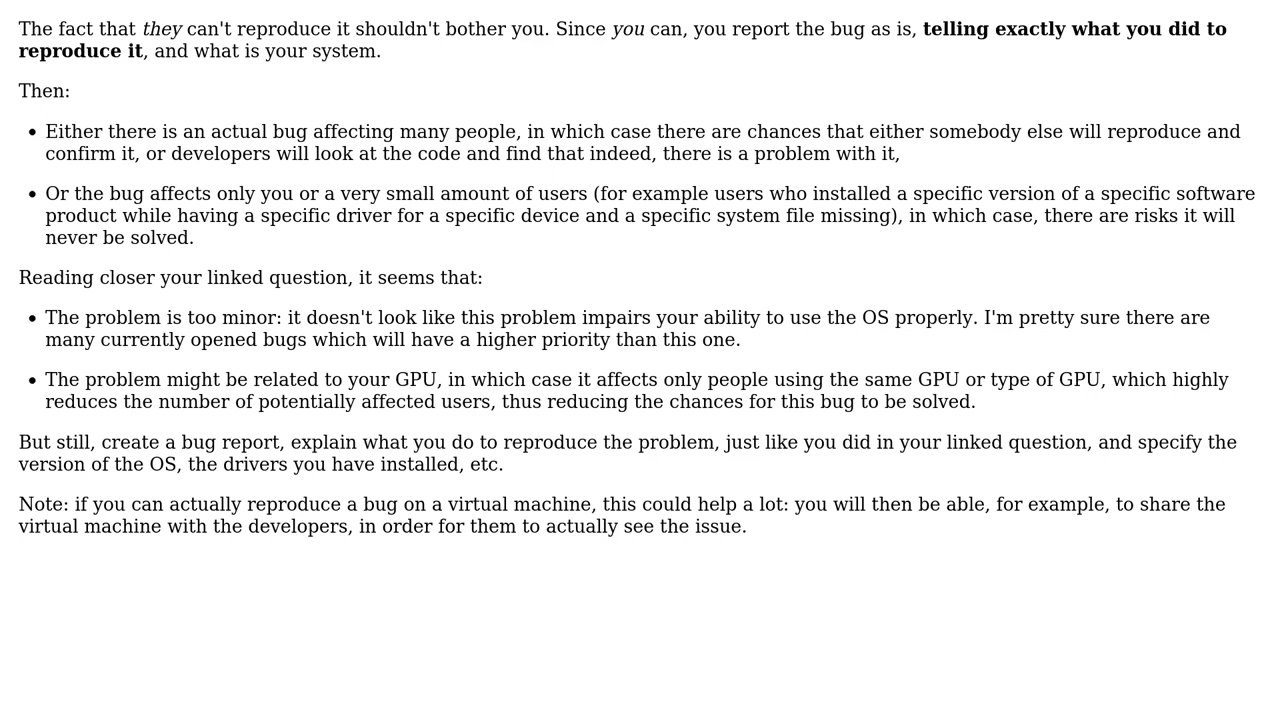 The fact that they can't reproduce it shouldn't bother you. Since you can, you report the bug as is, telling exactly what you did to
reproduce it, and what is your system.
Then:
• Either there is an actual bug affecting many people, in which case there are chances that either somebody else will reproduce and
confirm it, or developers will look at the code and find that indeed, there is a problem with it,
• Or the bug affects only you or a very small amount of users (for example users who installed a specific version of a specific software
product while having a specific driver for a specific device and a specific system file missing), in which case, there are risks it will
never be solved.
Reading closer your linked question, it seems that:
• The problem is too minor: it doesn't look like this problem impairs your ability to use the OS properly. I'm pretty sure there are
many currently opened bugs which will have a higher priority than this one.
• The problem might be related to your GPU, in which case it affects only people using the same GPU or type of GPU, which highly
reduces the number of potentially affected users, thus reducing the chances for this bug to be solved.
But still, create a bug report, explain what you do to reproduce the problem, just like you did in your linked question, and specify the
version of the OS, the drivers you have installed, etc.
Note: if you can actually reproduce a bug on a virtual machine, this could help a lot: you will then be able, for example, to share the
virtual machine with the developers, in order for them to actually see the issue.